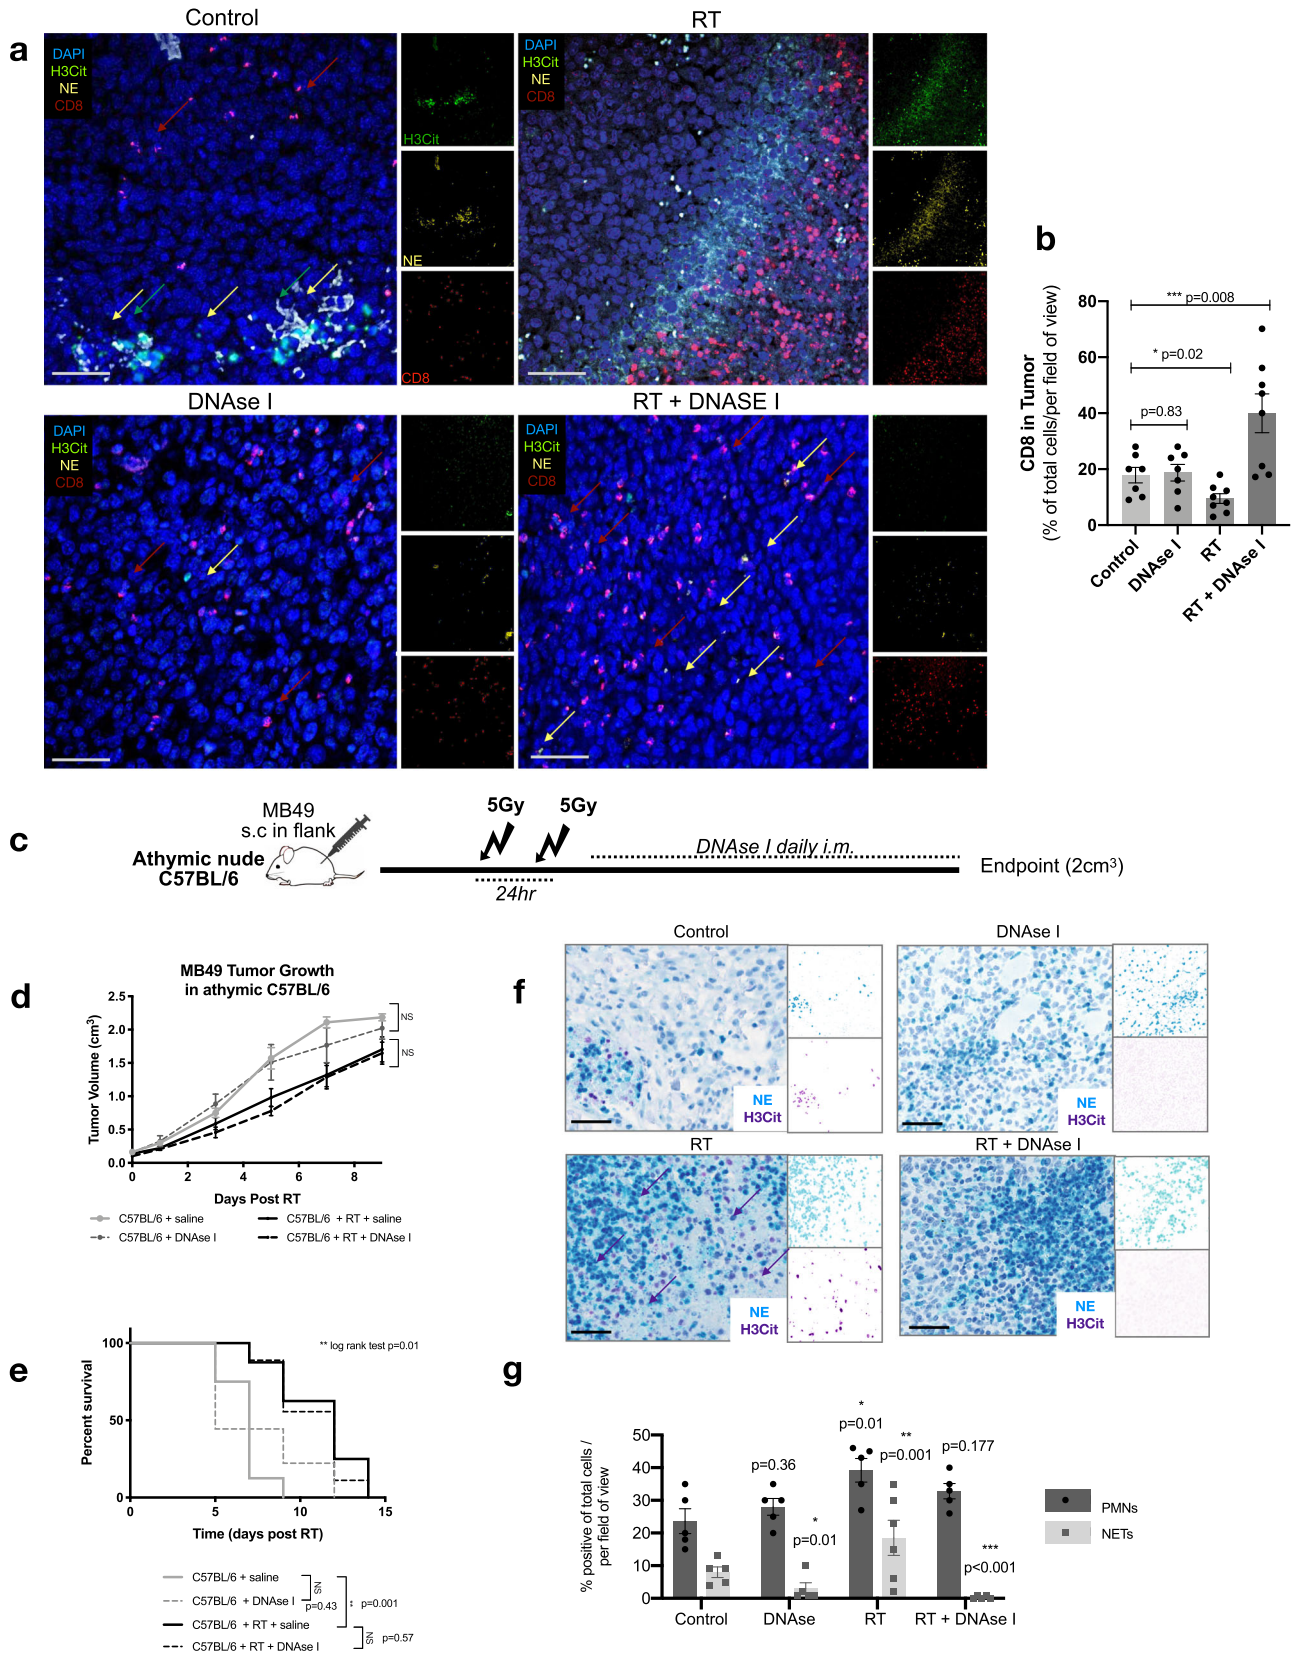 a
Control
RT
DAPI
H3Cit
NE
CD8
H3Cit
NE
CD8
DAPI
H3Cit
NE
CD8
DNAse I
RT + DNASE I
DAPI
H3Cit
NE
CD8
DAPI
H3Cit
NE
CD8
b
CD8 in Tumor
(% of total cells/per field of view)
80
60
40
20
0
*** p=0.008
* p=0.02
p=0.83
Control
DNAse I
RT
RT + DNAse I
c
MB49
s.c in flank
Athymic nude
C57BL/6
5Gy
5Gy
24hr
DNAse I daily i.m.
Endpoint (2cm³)
d
MB49 Tumor Growth
in athymic C57BL/6
Tumor Volume (cm³)
2.5
2.0
1.5
1.0
0.5
0.0
0
2
4
6
8
Days Post RT
NS
NS
C57BL/6 + saline
C57BL/6 + DNAse I
C57BL/6 + RT + saline
C57BL/6 + RT + DNAse I
e
Percent survival
100
50
0
0
5
10
15
Time (days post RT)
** log rank test p=0.01
C57BL/6 + saline
C57BL/6 + DNAse I
C57BL/6 + RT + saline
C57BL/6 + RT + DNAse I
NS
p=0.43
** p=0.001
NS
p=0.57
f
Control
DNAse I
NE
H3Cit
NE
H3Cit
RT
RT + DNAse I
NE
H3Cit
NE
H3Cit
g
% positive of total cells /
per field of view
50
40
30
20
10
0
p=0.36
*
p=0.01
*
p=0.01
**
p=0.001
p=0.177
***
p<0.001
Control
DNAse
RT
RT + DNAse I
PMNs
NETs